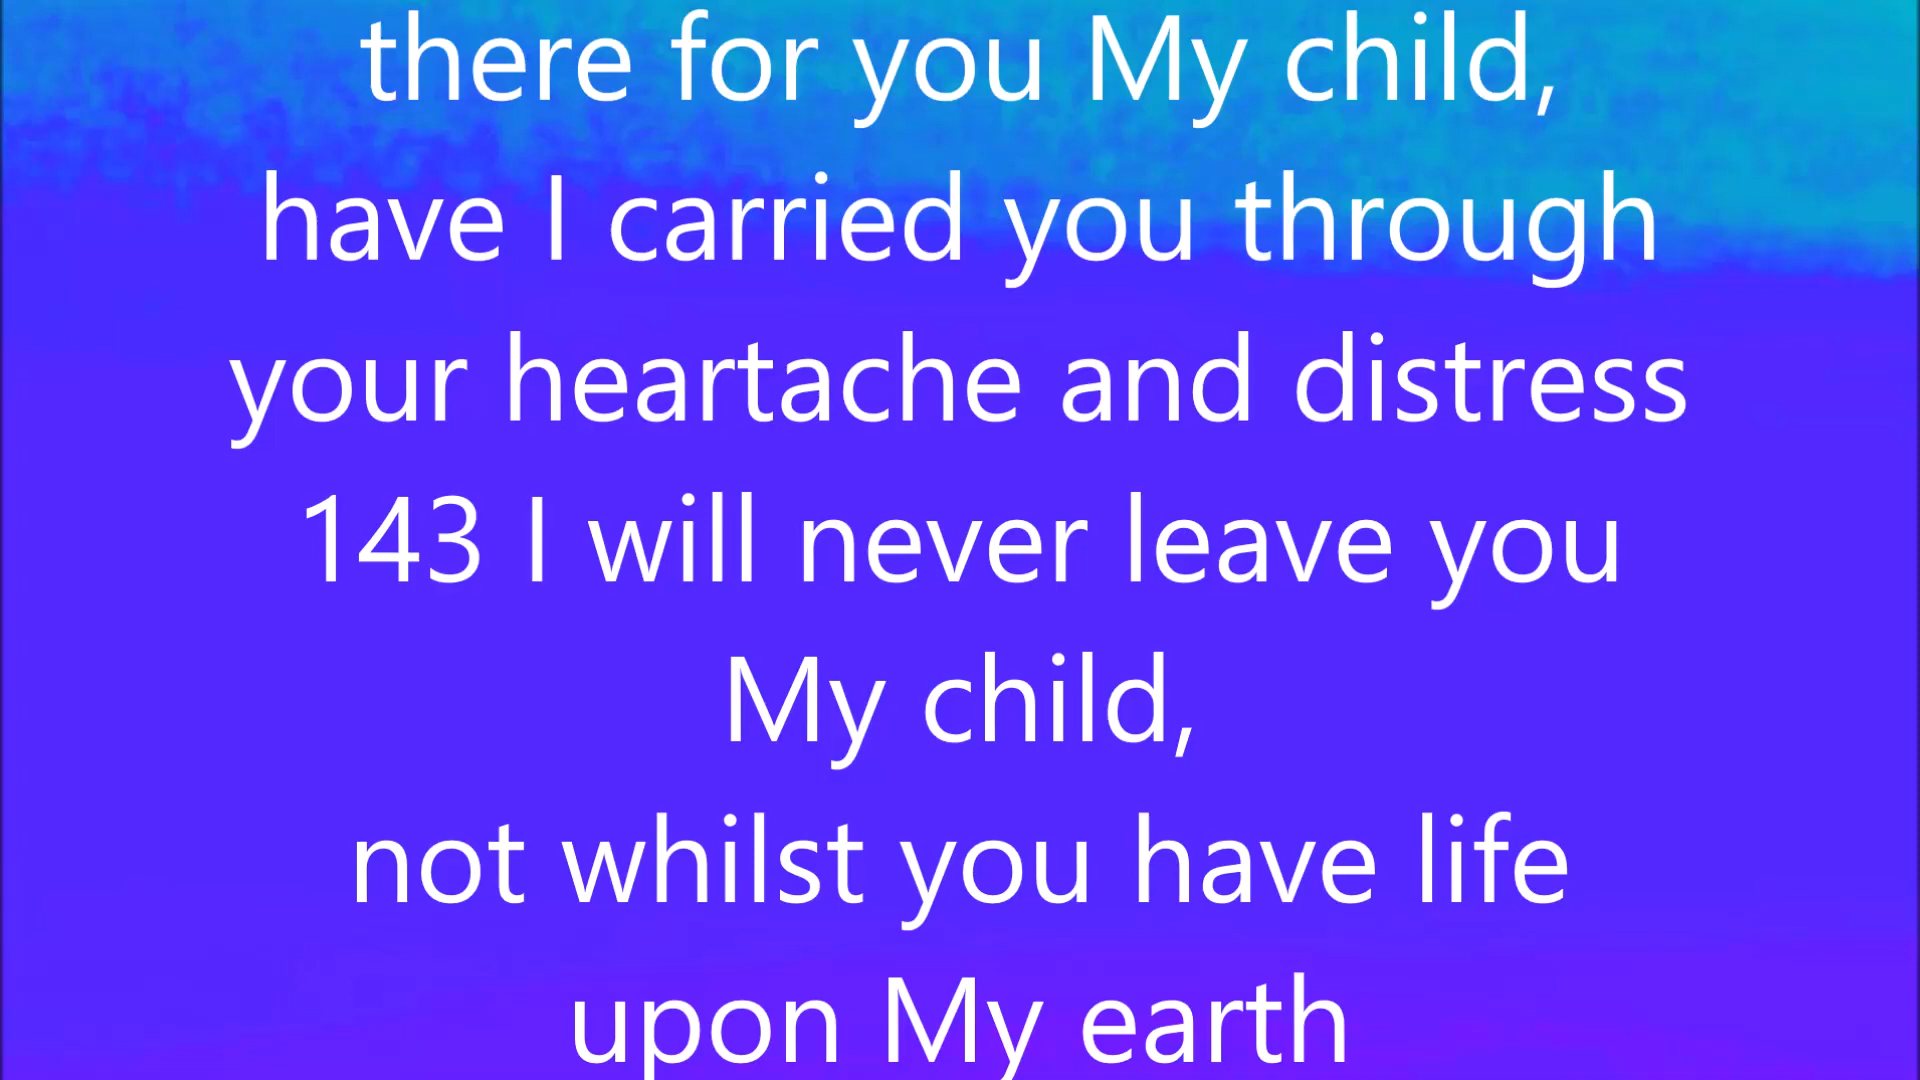 there for you My child,
have I carried you through
your heartache and distress
143 I will never leave you
My child,
not whilst you have life
upon My earth